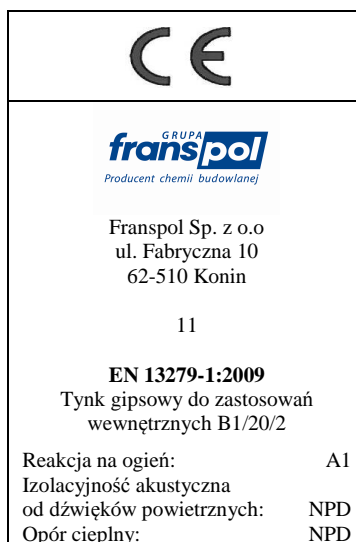 CE
GRUPA
franspol
Producent chemii budowlanej
Franspol Sp. z o.o
ul. Fabryczna 10
62-510 Konin
11
EN 13279-1:2009
Tynk gipsowy do zastosowań
wewnętrznych B1/20/2
Reakcja na ogień: A1
Izolacyjność akustyczna
od dźwięków powietrznych: NPD
Opór cieplny: NPD